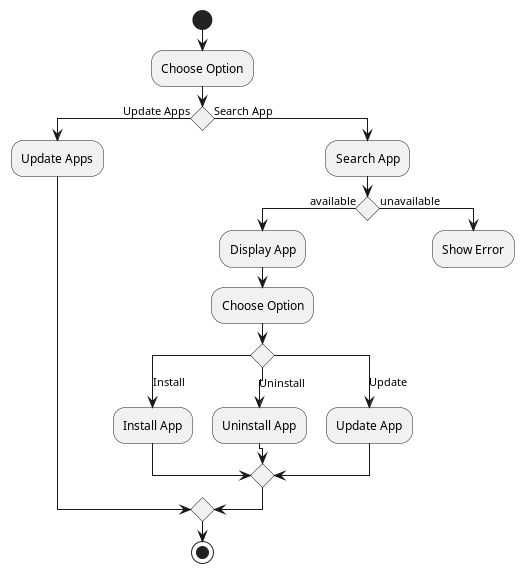 Choose Option
Update Apps
Search App
Update Apps
Search App
available
unavailable
Display App
Show Error
Choose Option
Install
Uninstall
Update
Install App
Uninstall App
Update App